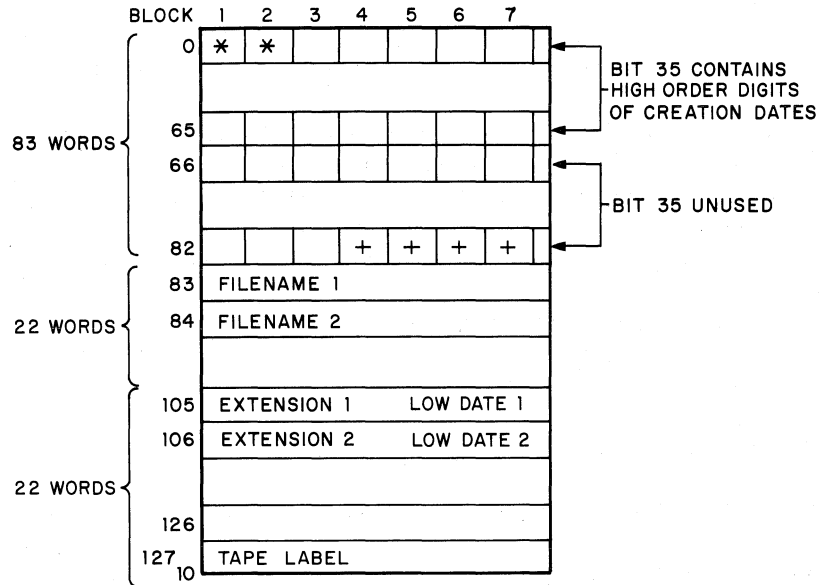 BLOCK 1 2 3 4 5 6 7
0 * *
BIT 35 CONTAINS
HIGH ORDER DIGITS
OF CREATION DATES
65
83 WORDS
66
BIT 35 UNUSED
82 + + + +
83 FILENAME 1
84 FILENAME 2
22 WORDS
105 EXTENSION 1 LOW DATE 1
106 EXTENSION 2 LOW DATE 2
22 WORDS
126
127 10 TAPE LABEL